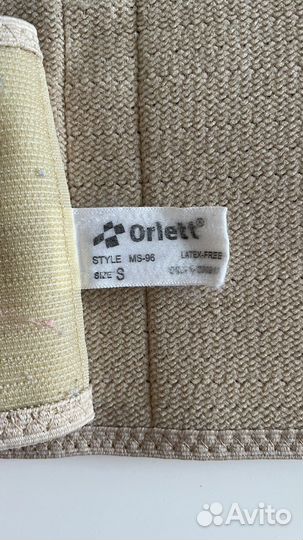 Orlett®
STYLE MS-96 LATEX-FREE
SIZE S
Avito